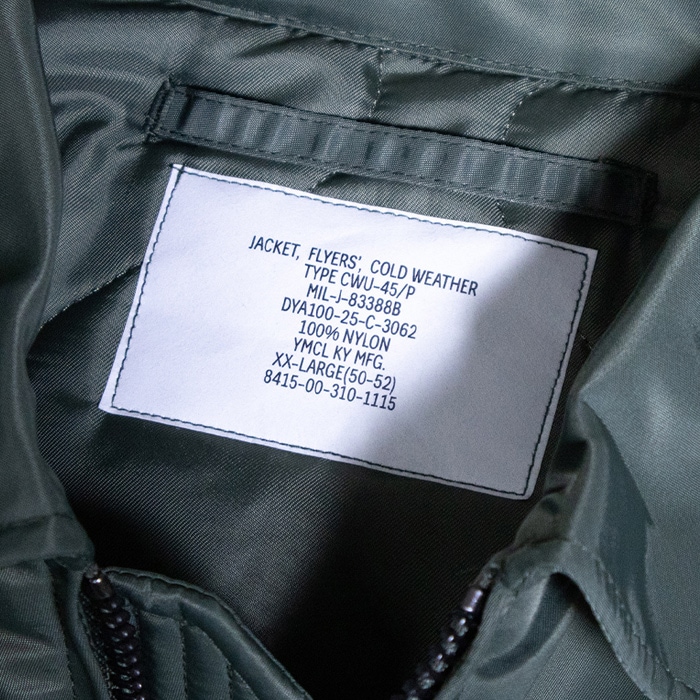 JACKET, FLYERS', COLD WEATHER
TYPE CWU-45/P
MIL-J-83388B
DYA100-25-C-3062
100% NYLON
YMCL KY MFG.
XX-LARGE(50-52)
8415-00-310-1115